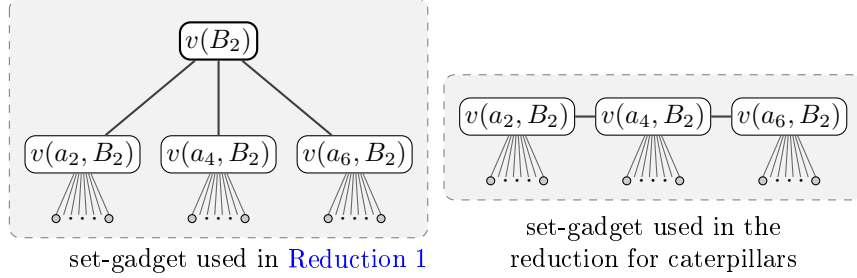 v(B₂)
v(a₂, B₂) v(a₄, B₂) v(a₆, B₂)
set-gadget used in Reduction 1
v(a₂, B₂) v(a₄, B₂) v(a₆, B₂)
set-gadget used in the
reduction for caterpillars